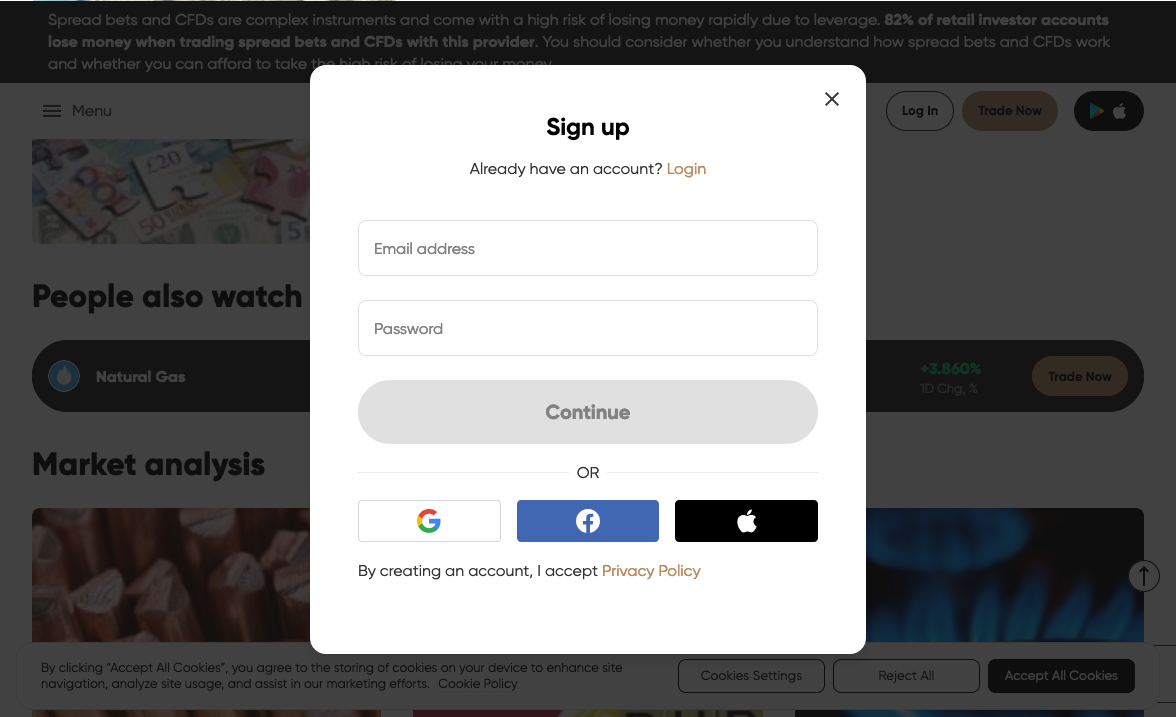 Spread bets and CFDs are complex instruments and come with a high risk of losing money rapidly due to leverage. 82% of retail investor accounts
lose money when trading spread bets and CFDs with this provider. You should consider whether you understand how spread bets and CFDs work
and whether you can afford to take the high risk of losing your money.
Menu
Log In
Trade Now
£20
50
5
Sign up
Already have an account? Login
Email address
Password
Continue
OR
By creating an account, I accept Privacy Policy
People also watch
Natural Gas
+3.860%
1D Chg, %
Trade Now
Market analysis
By clicking “Accept All Cookies”, you agree to the storing of cookies on your device to enhance site
navigation, analyze site usage, and assist in our marketing efforts. Cookie Policy
Cookies Settings
Reject All
Accept All Cookies